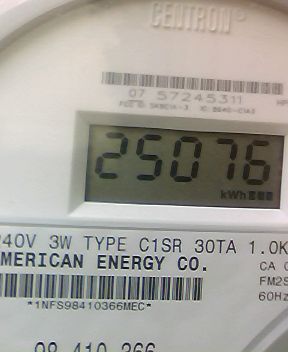 CENTRON®
07 57245311
25076
kWh
240V 3W TYPE C1SR 30TA 1.0K
AMERICAN ENERGY CO.
CA 
FM2S
60Hz
*1NFS98410366MEC*
98 410 366